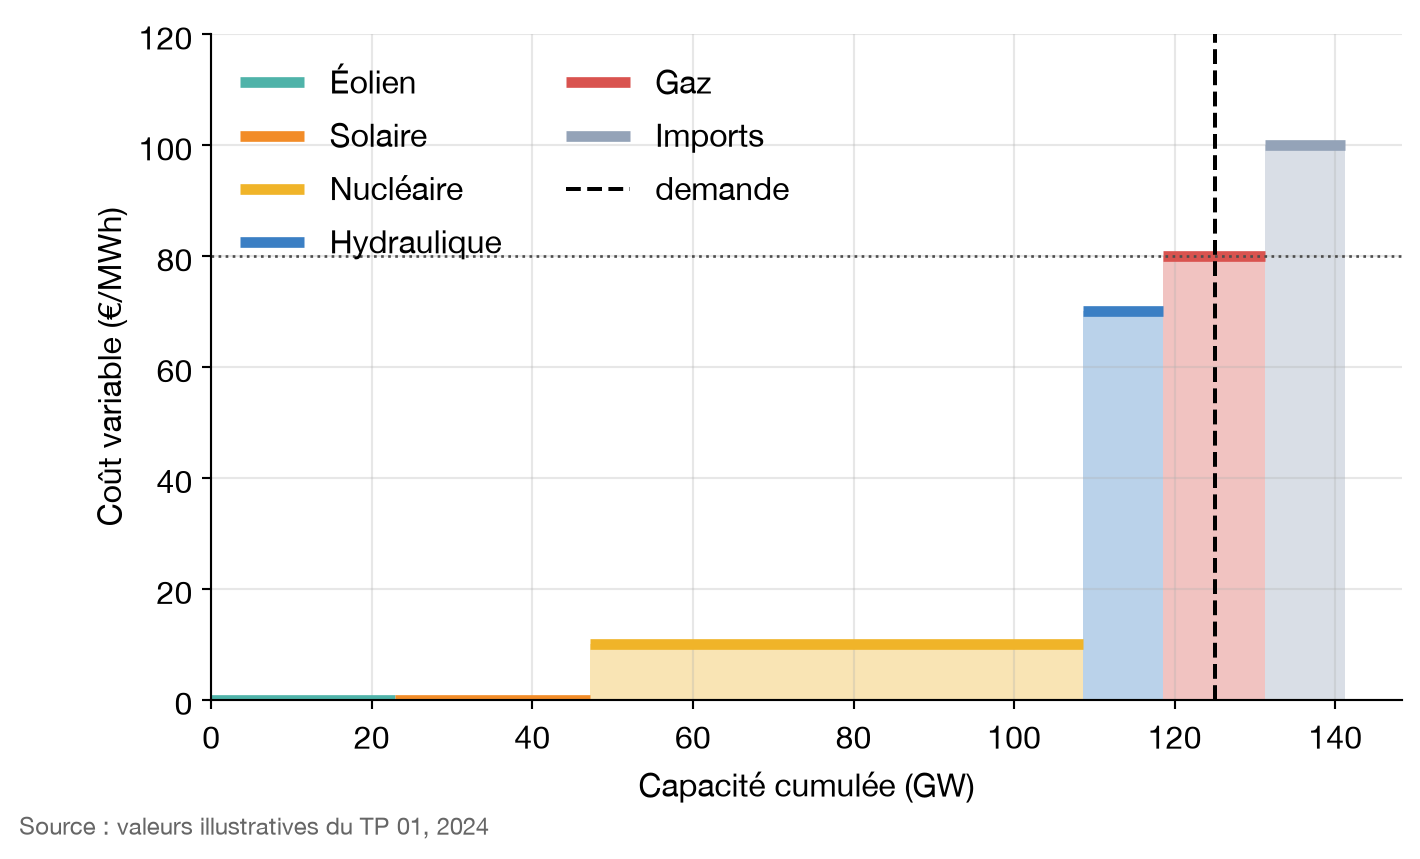 120
100
80
60
40
20
0
Coût variable (€/MWh)
Éolien
Solaire
Nucléaire
Hydraulique
Gaz
Imports
demande
0 20 40 60 80 100 120 140
Capacité cumulée (GW)
Source : valeurs illustratives du TP 01, 2024